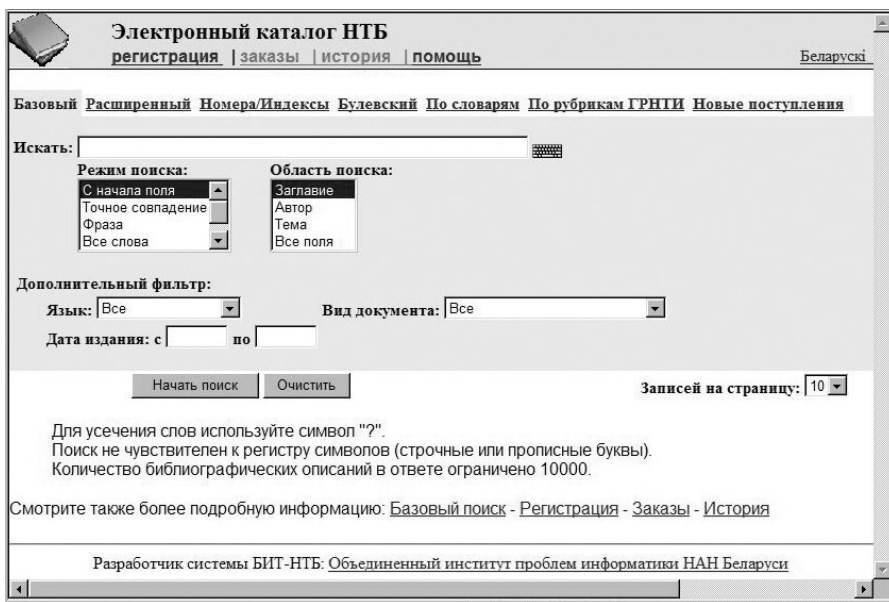 Электронный каталог НТБ
регистрация | заказы | история | помощь Беларускі
Базовый Расширенный Номера/Индексы Булевский По словарям По рубрикам ГРНТИ Новые поступления
Искать:
Режим поиска: Область поиска:
С начала поля Заглавие
Точное совпадение Автор
Фраза Тема
Все слова Все поля
Дополнительный фильтр:
Язык: Все Вид документа: Все
Дата издания: с по
Начать поиск Очистить Записей на страницу: 10
Для усечения слов используйте символ "?".
Поиск не чувствителен к регистру символов (строчные или прописные буквы).
Количество библиографических описаний в ответе ограничено 10000.
Смотрите также более подробную информацию: Базовый поиск - Регистрация - Заказы - История
Разработчик системы БИТ-НТБ: Объединенный институт проблем информатики НАН Беларуси